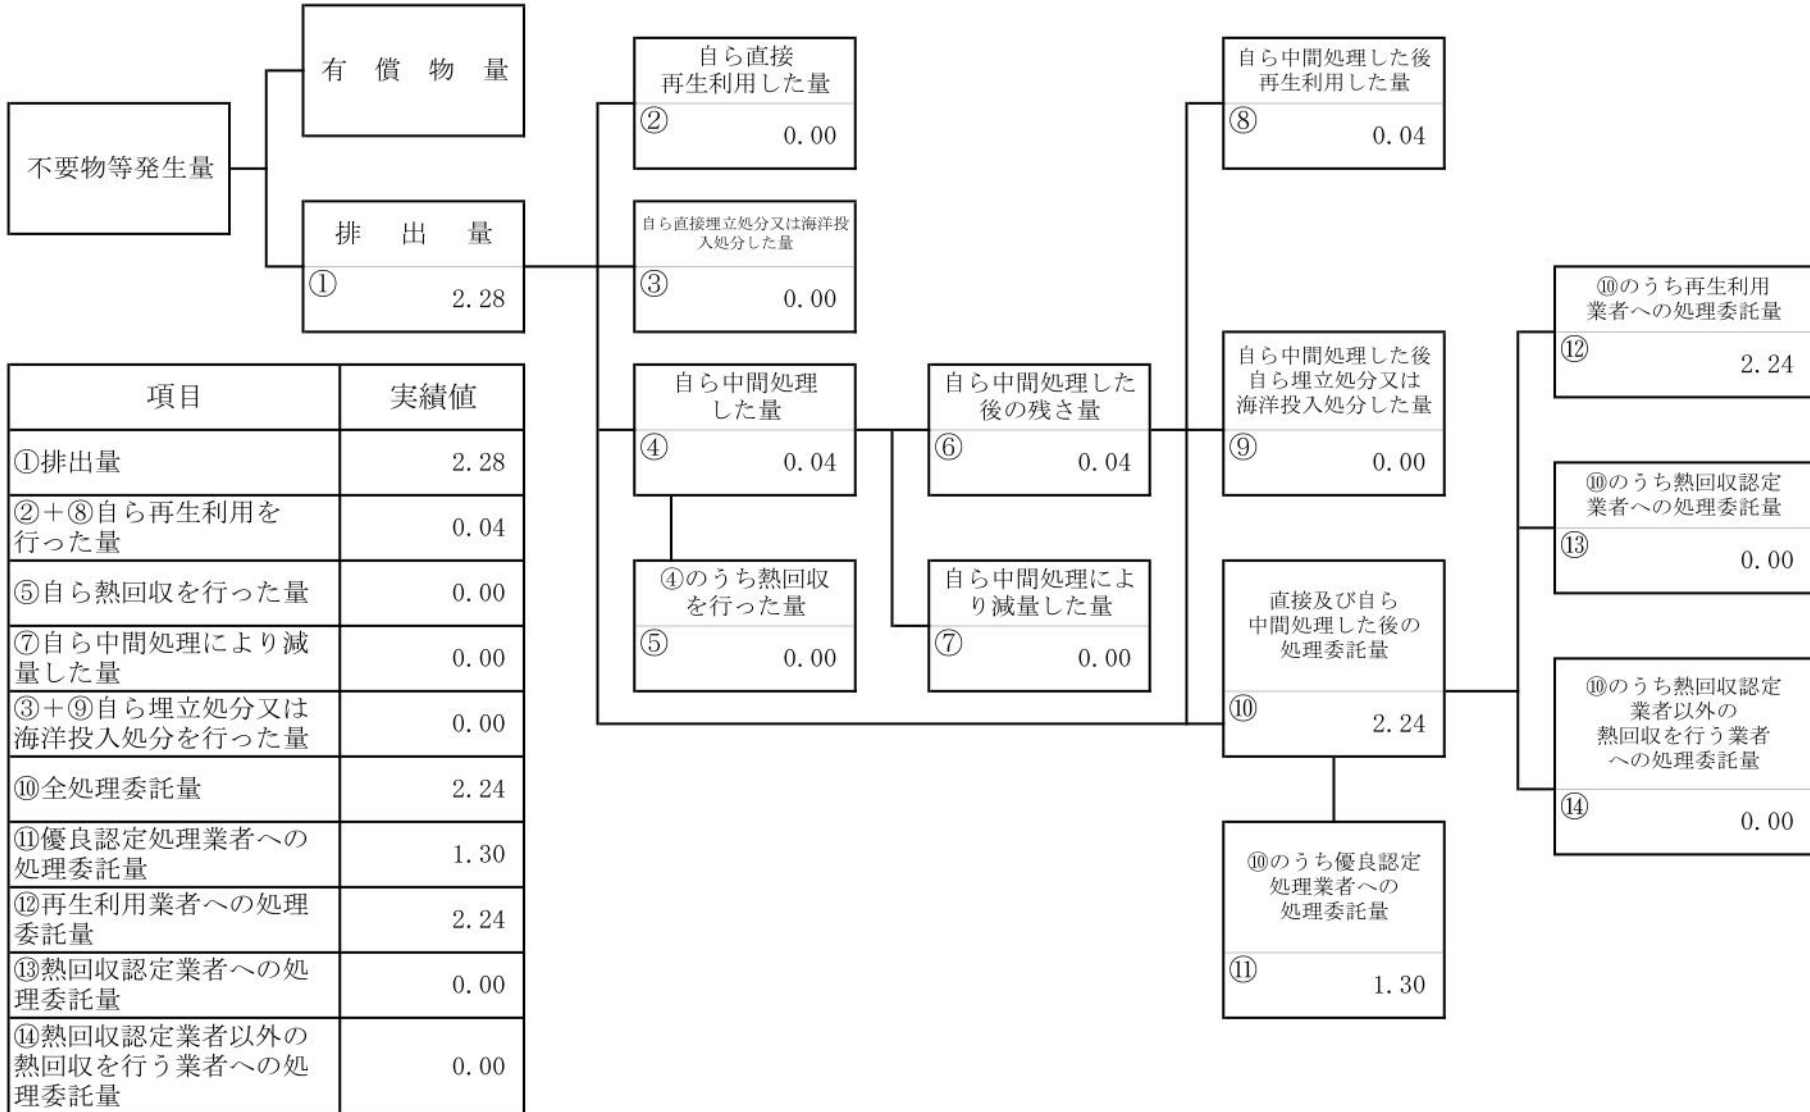 有償物量
不要物等発生量
排出量
①
2.28
自ら直接
再生利用した量
②
0.00
自ら直接埋立処分又は海洋投
入処分した量
③
0.00
自ら中間処理
した量
④
0.04
④のうち熱回収
を行った量
⑤
0.00
自ら中間処理した
後の残さ量
⑥
0.04
自ら中間処理によ
り減量した量
⑦
0.00
自ら中間処理した後
再生利用した量
⑧
0.04
自ら中間処理した後
自ら埋立処分又は
海洋投入処分した量
⑨
0.00
直接及び自ら
中間処理した後の
処理委託量
⑩
2.24
⑩のうち優良認定
処理業者への
処理委託量
⑪
1.30
⑩のうち再生利用
業者への処理委託量
⑫
2.24
⑩のうち熱回収認定
業者への処理委託量
⑬
0.00
⑩のうち熱回収認定
業者以外の
熱回収を行う業者
への処理委託量
⑭
0.00
項目 実績値
①排出量 2.28
②＋⑧自ら再生利用を
行った量 0.04
⑤自ら熱回収を行った量 0.00
⑦自ら中間処理により減
量した量 0.00
③＋⑨自ら埋立処分又は
海洋投入処分を行った量 0.00
⑩全処理委託量 2.24
⑪優良認定処理業者への
処理委託量 1.30
⑫再生利用業者への処理
委託量 2.24
⑬熱回収認定業者への処
理委託量 0.00
⑭熱回収認定業者以外の
熱回収を行う業者への処
理委託量 0.00